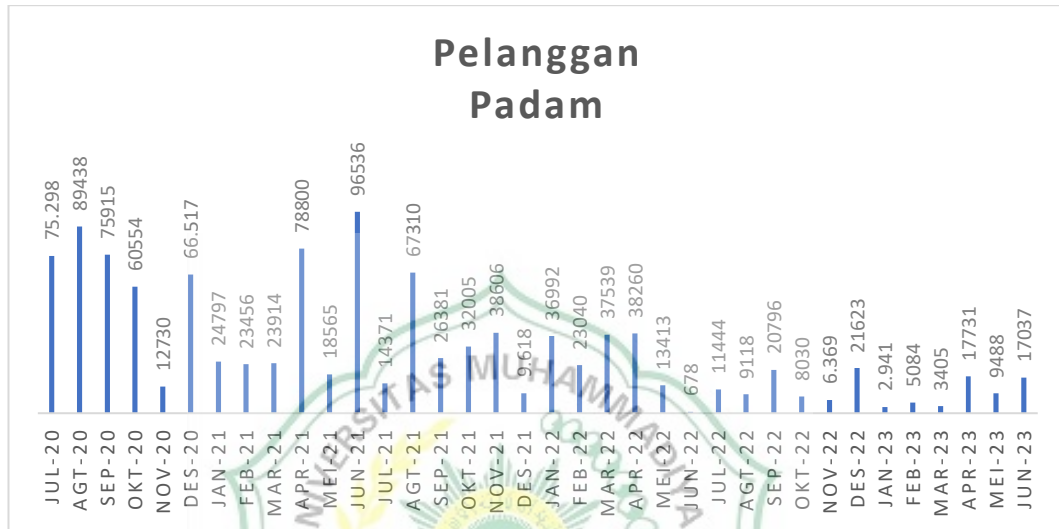 Pelanggan
Padam
75.298
89438
75915
60554
12730
66.517
24797
23456
23914
78800
18565
96536
14371
67310
26381
32005
38606
9.618
36992
23040
37539
38260
13413
678
11444
9118
20796
8030
6.369
21623
2.941
5084
3405
17731
9488
17037
JUL-20
AGT-20
SEP-20
OKT-20
NOV-20
DES-20
JAN-21
FEB-21
MAR-21
APR-21
MEI-21
JUN-21
JUL-21
AGT-21
SEP-21
OKT-21
NOV-21
DES-21
JAN-22
FEB-22
MAR-22
APR-22
MEI-22
JUN-22
JUL-22
AGT-22
SEP-22
OKT-22
NOV-22
DES-22
JAN-23
FEB-23
MAR-23
APR-23
MEI-23
JUN-23
NIVERSITAS MUHAMMADIYA